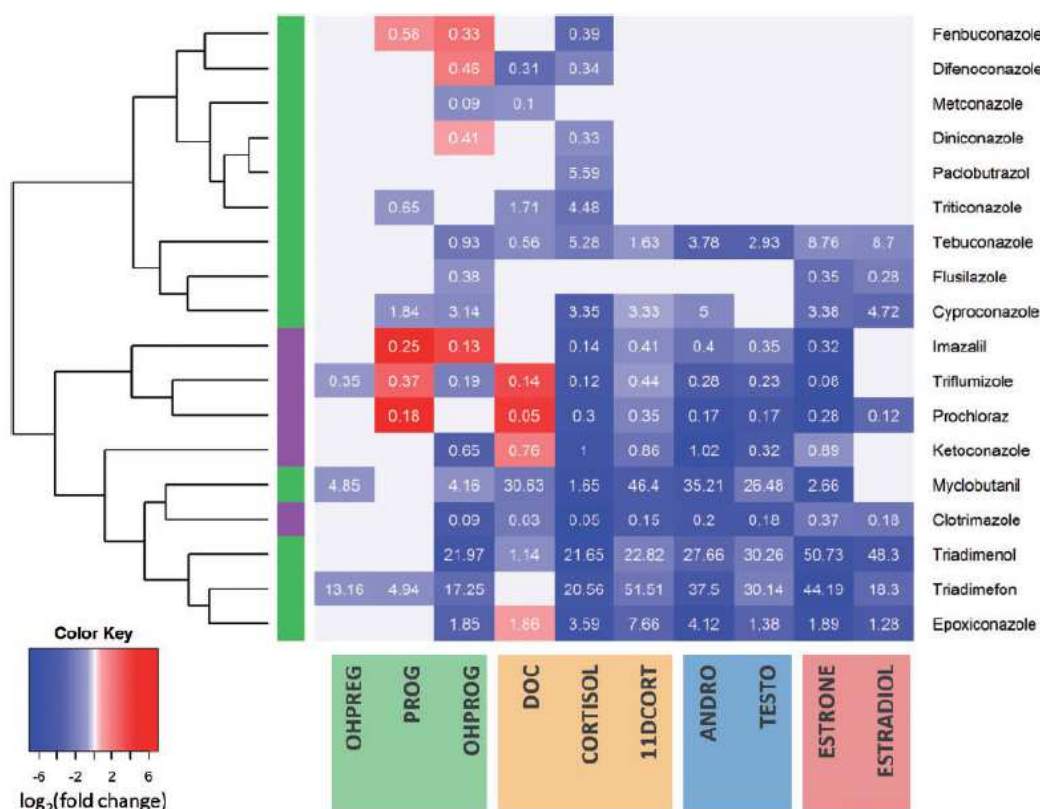 0.58 0.33 0.39 Fenbuconazole
0.46 0.31 0.34 Difenoconazole
0.09 0.1 Metconazole
0.41 0.33 Diniconazole
5.59 Paclobutrazol
0.65 1.71 4.48 Triticonazole
0.93 0.56 5.28 1.63 3.78 2.93 8.76 8.7 Tebuconazole
0.38 0.35 0.28 Flusilazole
1.84 3.14 3.35 3.33 5 3.38 4.72 Cyproconazole
0.25 0.13 0.14 0.41 0.4 0.35 0.32 Imazalil
0.35 0.37 0.19 0.14 0.12 0.44 0.28 0.23 0.08 Triflumizole
0.18 0.05 0.3 0.35 0.17 0.17 0.28 0.12 Prochloraz
0.65 0.76 1 0.86 1.02 0.32 0.89 Ketoconazole
4.85 4.16 30.63 1.65 46.4 35.21 26.48 2.66 Myclobutanil
0.09 0.03 0.05 0.15 0.2 0.18 0.37 0.18 Clotrimazole
21.97 1.14 21.65 22.82 27.66 30.26 50.73 48.3 Triadimenol
13.16 4.94 17.25 20.56 51.51 37.5 30.14 44.19 18.3 Triadimefon
1.85 1.86 3.59 7.66 4.12 1.38 1.89 1.28 Epoxiconazole
Color Key
-6 -2 2 6
log2(fold change)
OHPREG
PROG
OHPROG
DOC
CORTISOL
11DCORT
ANDRO
TESTO
ESTRONE
ESTRADIOL